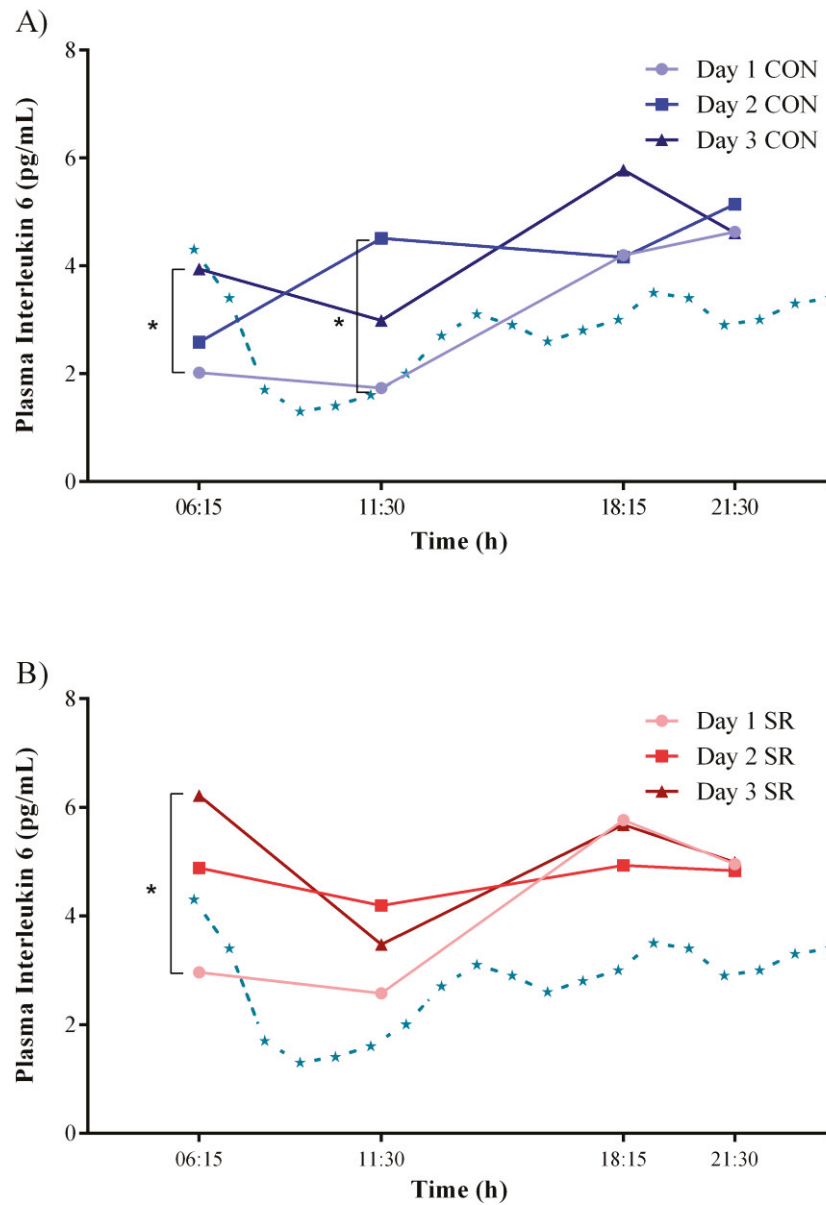 A)
Plasma Interleukin 6 (pg/mL)
8
6
4
2
0
Day 1 CON
Day 2 CON
Day 3 CON
*
*
06:15 11:30 18:15 21:30
Time (h)
B)
Plasma Interleukin 6 (pg/mL)
8
6
4
2
0
Day 1 SR
Day 2 SR
Day 3 SR
*
06:15 11:30 18:15 21:30
Time (h)